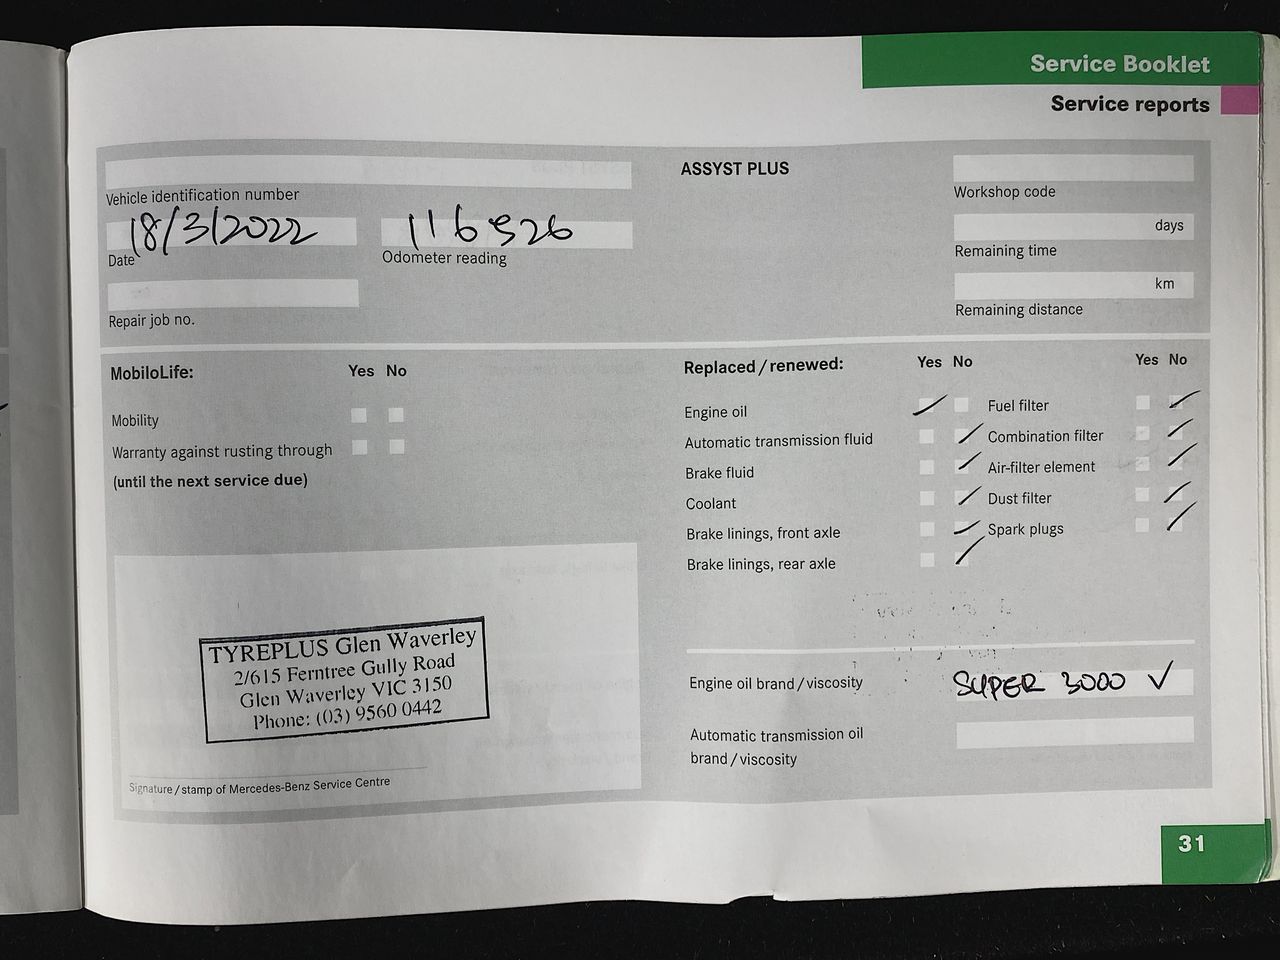 Service Booklet
Service reports
Vehicle identification number
18/3/2022
Date
116526
Odometer reading
Repair job no.
ASSYST PLUS
Workshop code
days
Remaining time
km
Remaining distance
MobiloLife: Yes No
Mobility
Warranty against rusting through
(until the next service due)
Replaced / renewed: Yes No Yes No
Engine oil
Automatic transmission fluid
Brake fluid
Coolant
Brake linings, front axle
Brake linings, rear axle
Fuel filter
Combination filter
Air-filter element
Dust filter
Spark plugs
TYREPLUS Glen Waverley
2/615 Ferntree Gully Road
Glen Waverley VIC 3150
Phone: (03) 9560 0442
Signature / stamp of Mercedes-Benz Service Centre
Engine oil brand / viscosity
SUPER 3000 ✓
Automatic transmission oil
brand / viscosity
31